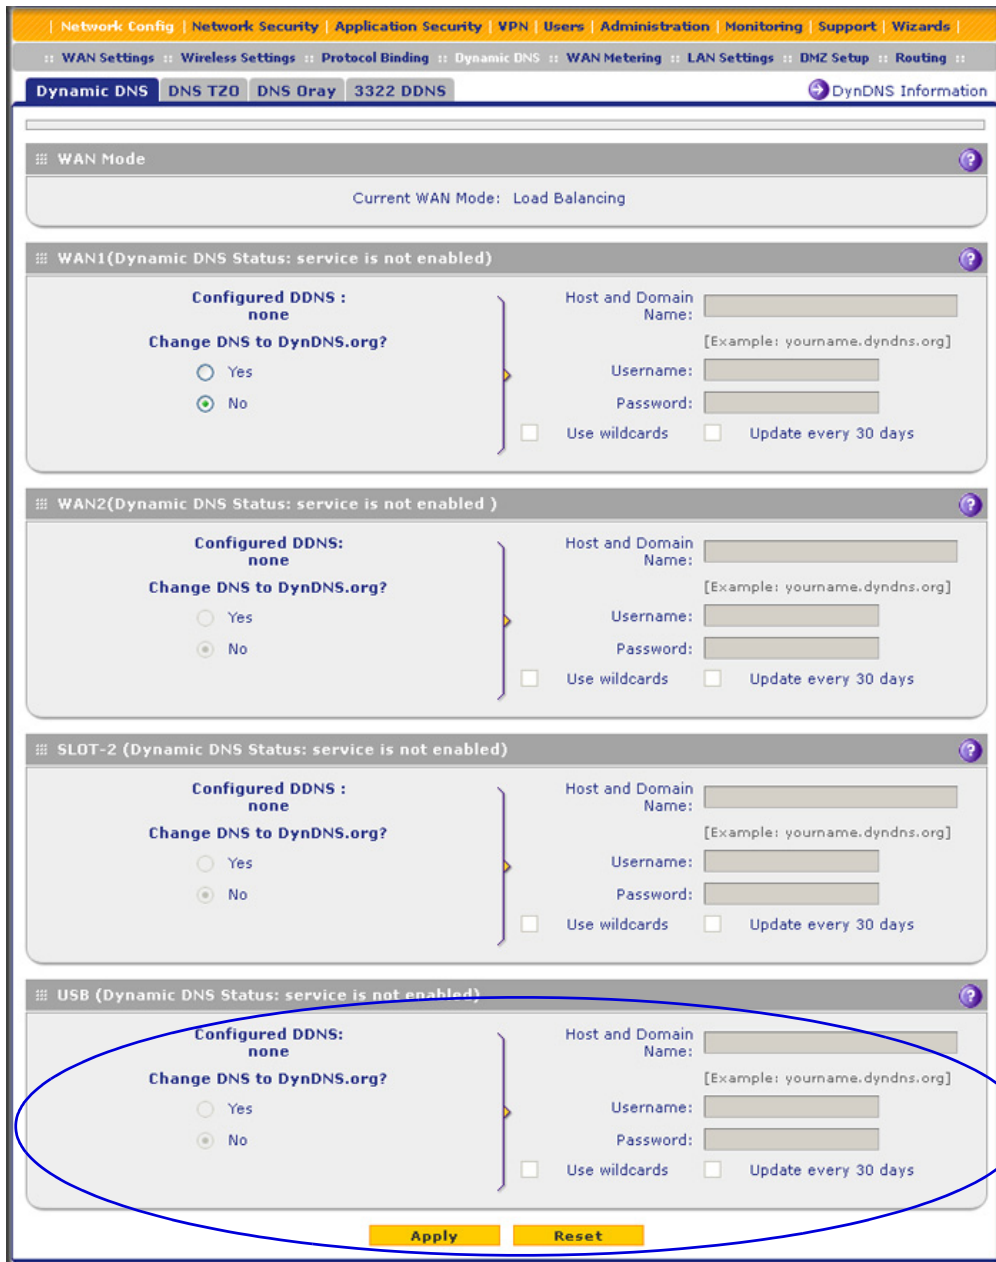 | Network Config | Network Security | Application Security | VPN | Users | Administration | Monitoring | Support | Wizards |
:: WAN Settings :: Wireless Settings :: Protocol Binding :: Dynamic DNS :: WAN Metering :: LAN Settings :: DMZ Setup :: Routing ::
Dynamic DNS DNS TZO DNS Oray 3322 DDNS DynDNS Information
WAN Mode
Current WAN Mode: Load Balancing
WAN1(Dynamic DNS Status: service is not enabled)
Configured DDNS :
none
Change DNS to DynDNS.org?
Yes
No
Host and Domain
Name:
[Example: yourname.dyndns.org]
Username:
Password:
Use wildcards Update every 30 days
WAN2(Dynamic DNS Status: service is not enabled )
Configured DDNS:
none
Change DNS to DynDNS.org?
Yes
No
Host and Domain
Name:
[Example: yourname.dyndns.org]
Username:
Password:
Use wildcards Update every 30 days
SLOT-2 (Dynamic DNS Status: service is not enabled)
Configured DDNS :
none
Change DNS to DynDNS.org?
Yes
No
Host and Domain
Name:
[Example: yourname.dyndns.org]
Username:
Password:
Use wildcards Update every 30 days
USB (Dynamic DNS Status: service is not enabled)
Configured DDNS:
none
Change DNS to DynDNS.org?
Yes
No
Host and Domain
Name:
[Example: yourname.dyndns.org]
Username:
Password:
Use wildcards Update every 30 days
Apply Reset